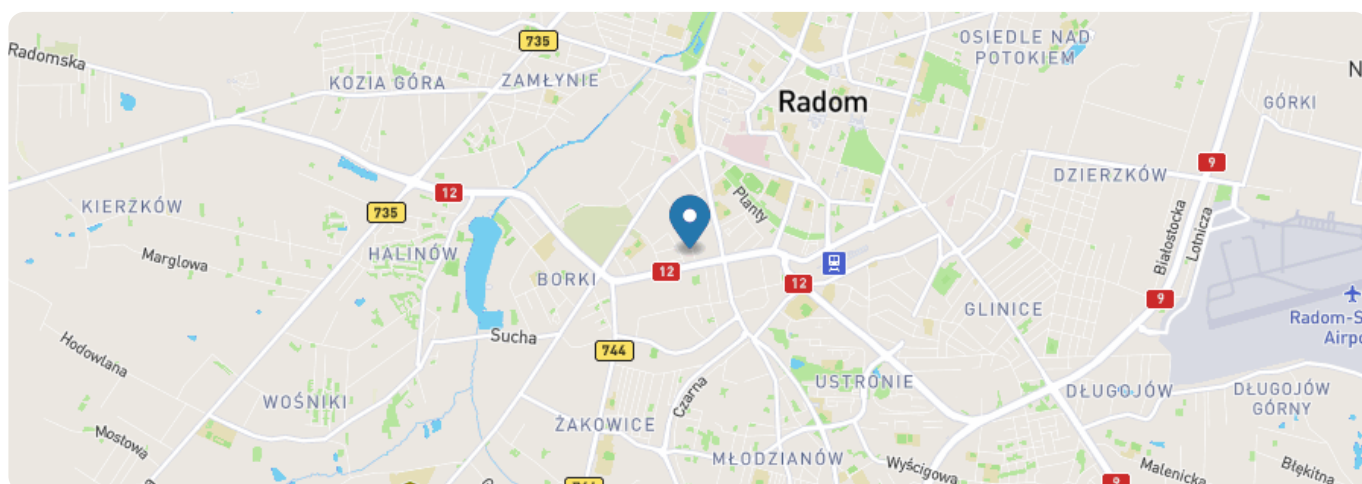 735
OSIEDLE NAD
POTOKIEM
Radomska
KOZIA GÓRA
ZAMŁYNIE
N
Radom
GÓRKI
9
DZIERZKÓW
12
KIERZKÓW
735
Planty
Białostocka
Lotnicza
HALINÓW
Marglowa
BORKI
12
12
9
GLINICE
Radom-S
Airpo
Sucha
Hodowlana
744
USTRONIE
DŁUGOJÓW
DŁUGOJÓW
GÓRNY
Czarna
WOŚNIKI
ŻAKOWICE
Mostowa
MŁODZIANÓW
Wyścigowa
Malenicka
Błękitna
9